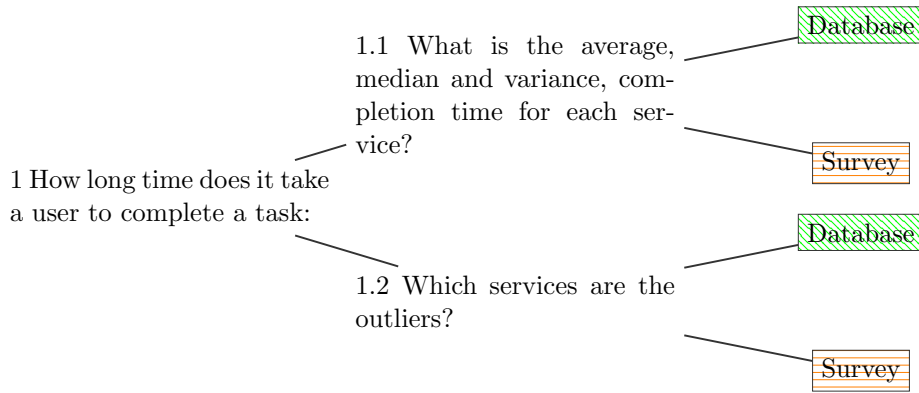 1 How long time does it take
a user to complete a task:
1.1 What is the average,
median and variance, com-
pletion time for each ser-
vice?
Database
Survey
1.2 Which services are the
outliers?
Database
Survey